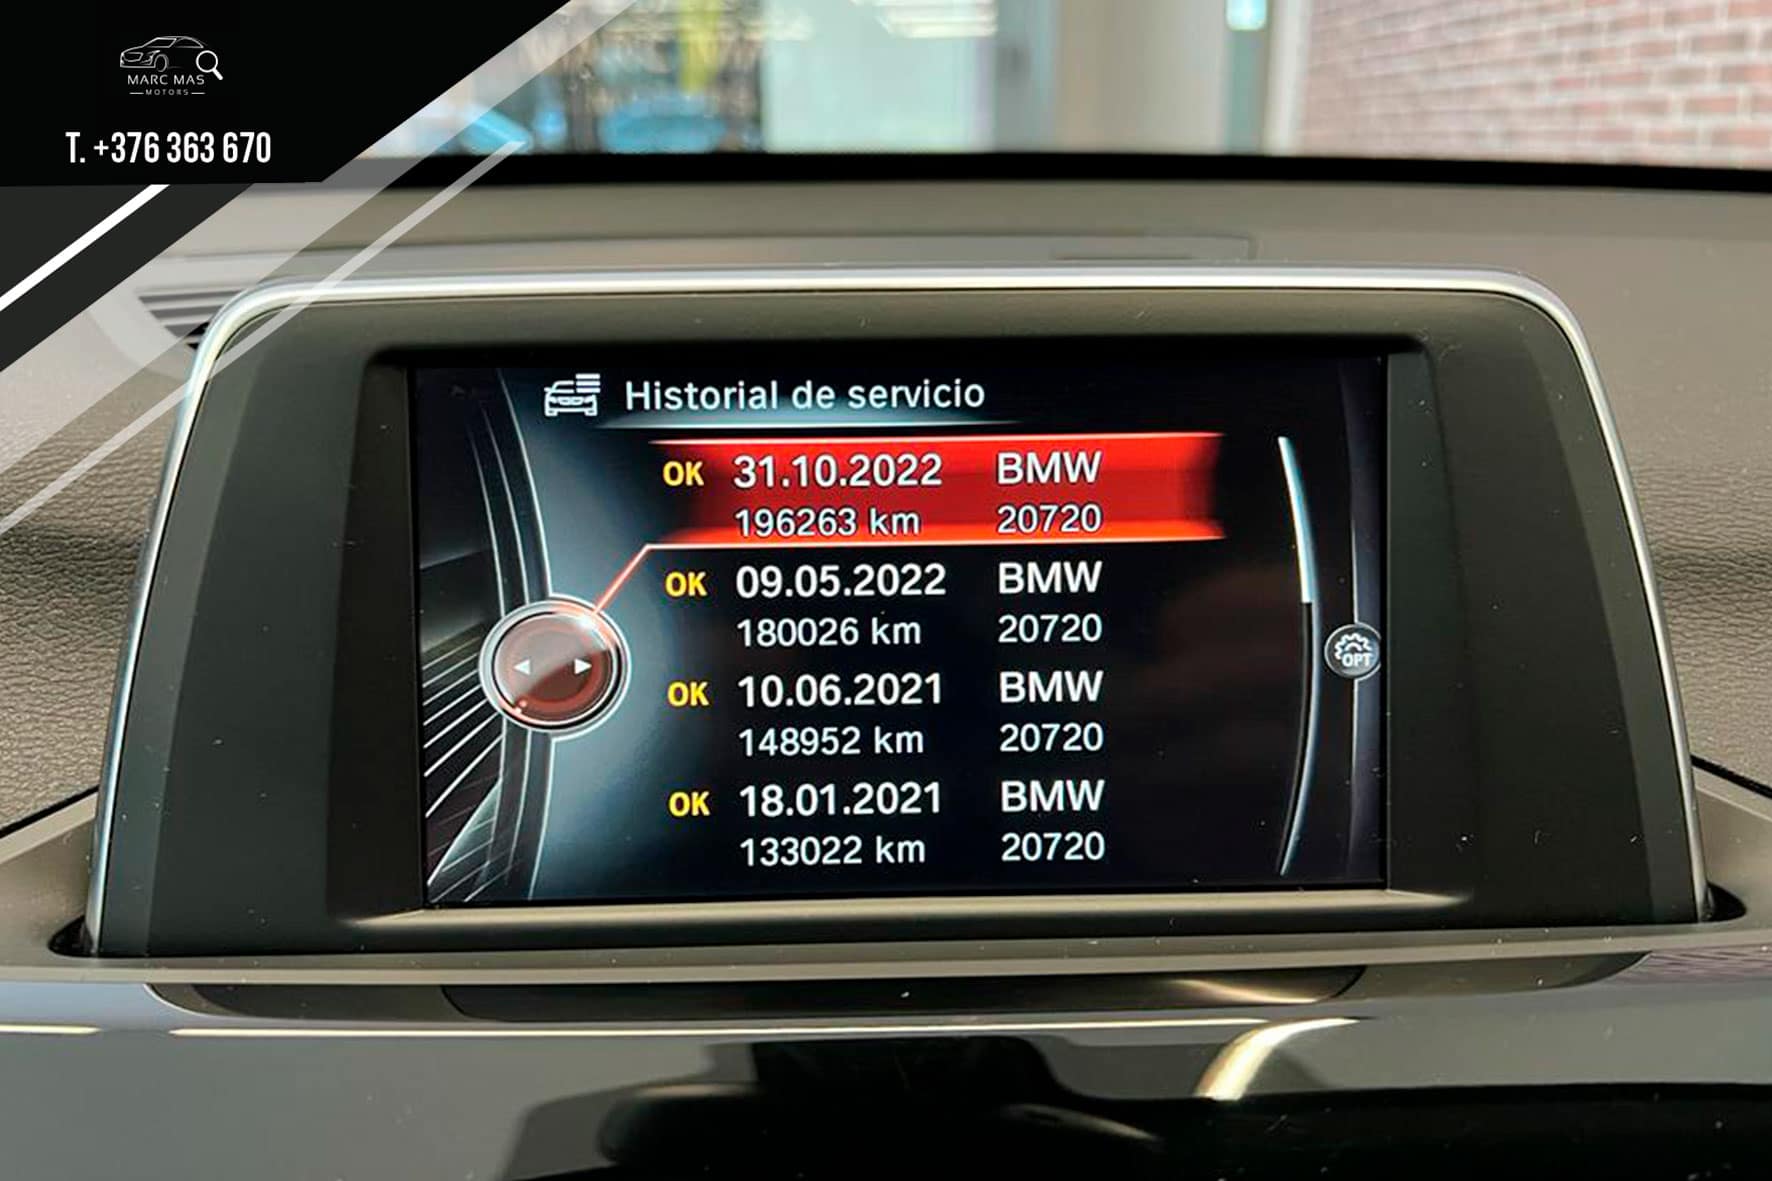 MARC MAS
MOTORS
T. +376 363 670
Historial de servicio
OK 31.10.2022 BMW
196263 km 20720
OK 09.05.2022 BMW
180026 km 20720
OK 10.06.2021 BMW
148952 km 20720
OK 18.01.2021 BMW
133022 km 20720
OPT